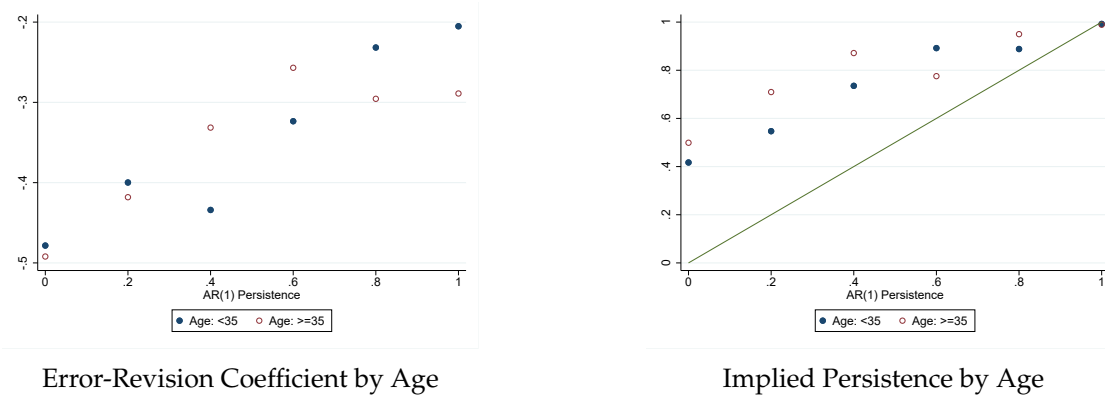 -.2
-.3
-.4
-.5
0 .2 .4 .6 .8 1
AR(1) Persistence
Age: <35 Age: >=35
Error-Revision Coefficient by Age
1
.8
.6
.4
.2
0
0 .2 .4 .6 .8 1
AR(1) Persistence
Age: <35 Age: >=35
Implied Persistence by Age